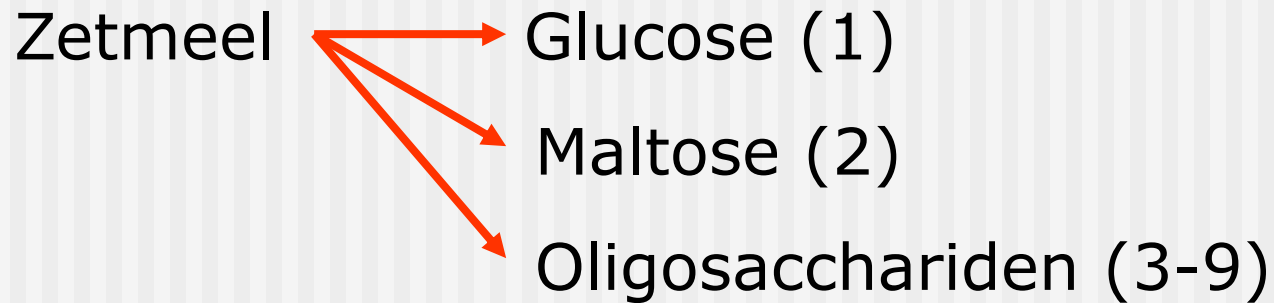 Zetmeel Glucose (1)
Maltose (2)
Oligosacchariden (3-9)